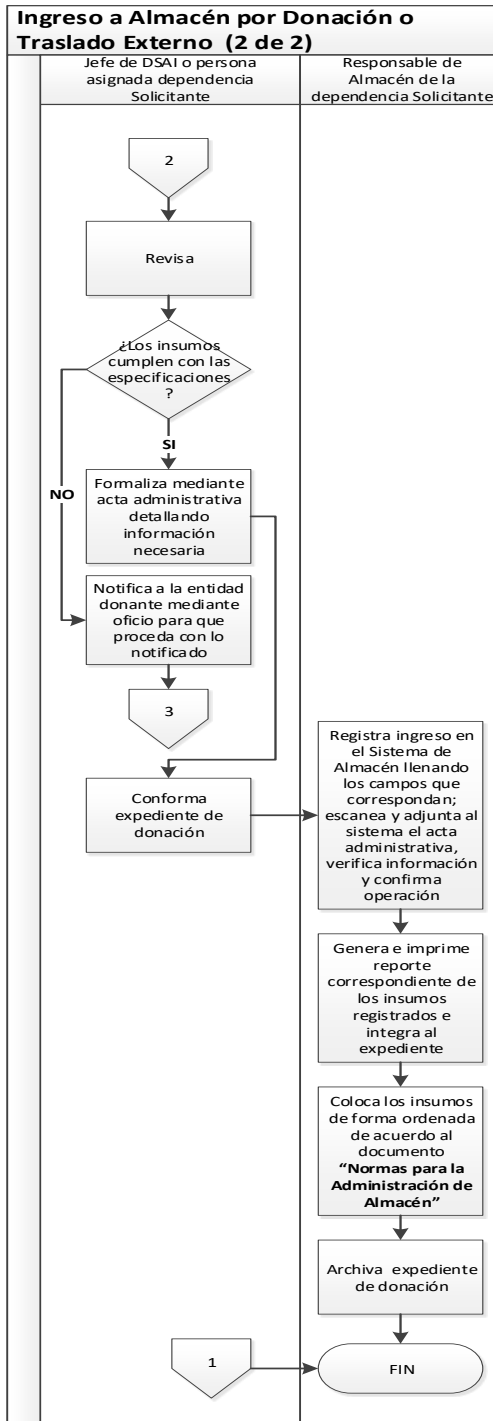 Ingreso a Almacén por Donación o
Traslado Externo  (2 de 2)
Jefe de DSAI o persona
asignada dependencia
Solicitante
Responsable de
Almacén de la
dependencia Solicitante
2
Revisa
¿Los insumos
cumplen con las
especificaciones
?
SI
NO
Formaliza mediante
acta administrativa
detallando
información
necesaria
Notifica a la entidad
donante mediante
oficio para que
proceda con lo
notificado
3
Conforma
expediente de
donación
Registra ingreso en
el Sistema de
Almacén llenando
los campos que
correspondan;
escanea y adjunta al
sistema el acta
administrativa,
verifica información
y confirma
operación
Genera e imprime
reporte
correspondiente de
los insumos
registrados e
integra al
expediente
Coloca los insumos
de forma ordenada
de acuerdo al
documento
“Normas para la
Administración de
Almacén”
Archiva expediente
de donación
1
FIN